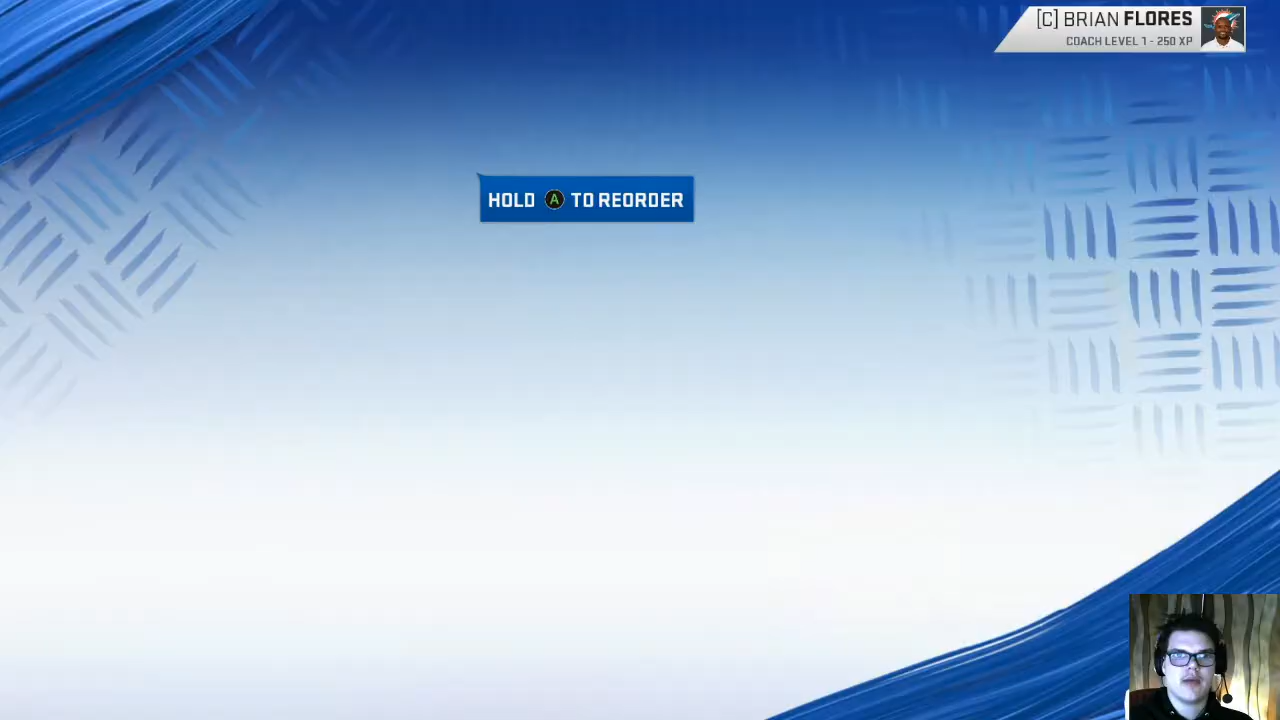 [C] BRIAN FLORES
COACH LEVEL 1 - 250 XP
HOLD A TO REORDER